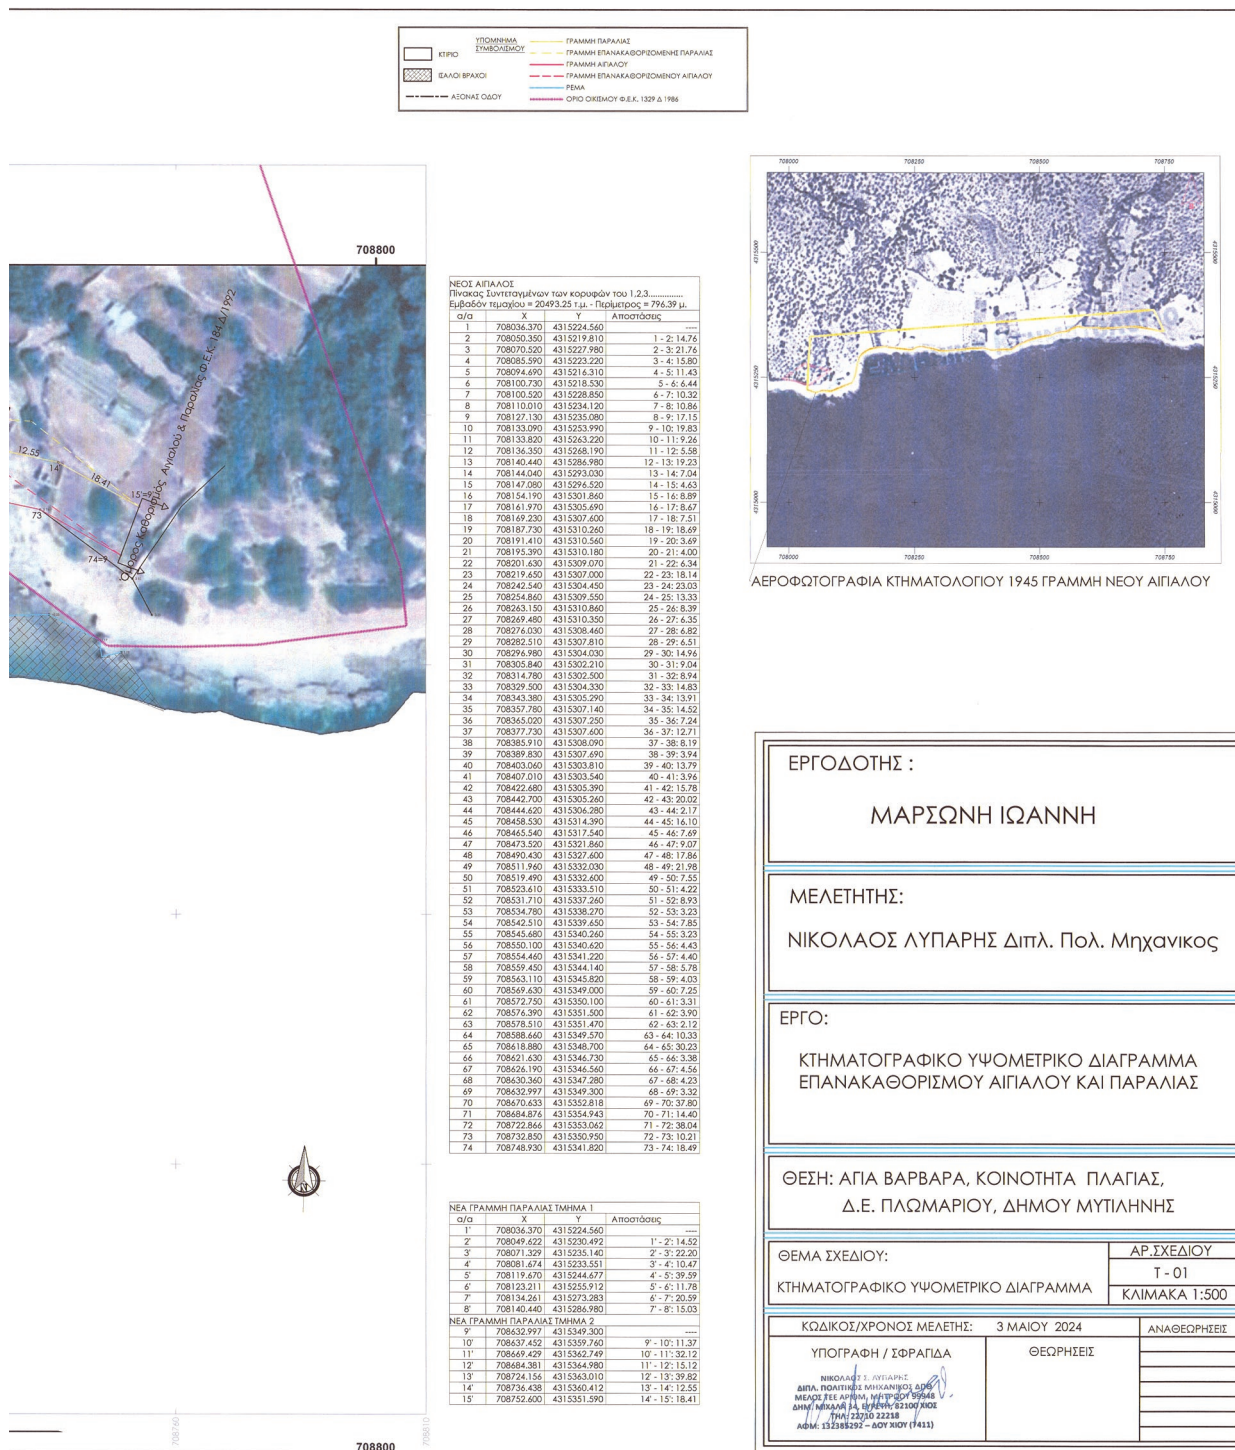 ΥΠΟΜΝΗΜΑ
ΣΥΜΒΟΛΙΣΜΟΥ
ΚΤΙΡΙΟ
ΙΣΑΛΟΙ ΒΡΑΧΟΙ
ΑΞΟΝΑΣ ΟΔΟΥ
ΓΡΑΜΜΗ ΠΑΡΑΛΙΑΣ
ΓΡΑΜΜΗ ΕΠΑΝΑΚΑΘΟΡΙΖΟΜΕΝΗΣ ΠΑΡΑΛΙΑΣ
ΓΡΑΜΜΗ ΑΙΓΙΑΛΟΥ
ΓΡΑΜΜΗ ΕΠΑΝΑΚΑΘΟΡΙΖΟΜΕΝΟΥ ΑΙΓΙΑΛΟΥ
ΡΕΜΑ
ΟΡΙΟ ΟΙΚΙΣΜΟΥ Φ.Ε.Κ. 1329 Δ 1986
708800
Όμορος Καθορισμός Αιγιαλού & Παραλίας Φ.Ε.Κ. 184 Δ/1992
12.55
14'
18.41
15'=9'
73
74=9
708760
708810
708800
ΝΕΟΣ ΑΙΓΙΑΛΟΣ
Πίνακας Συντεταγμένων των κορυφών του 1,2,3...............
Εμβαδόν τεμαχίου = 20493.25 τ.μ. - Περίμετρος = 796.39 μ.
α/α X Y Αποστάσεις
1 708036.370 4315224.560 ----
2 708050.350 4315219.810 1 - 2: 14.76
3 708070.520 4315227.980 2 - 3: 21.76
4 708085.590 4315223.220 3 - 4: 15.80
5 708094.690 4315216.310 4 - 5: 11.43
6 708100.730 4315218.530 5 - 6: 6.44
7 708100.520 4315228.850 6 - 7: 10.32
8 708110.010 4315234.120 7 - 8: 10.86
9 708127.130 4315235.080 8 - 9: 17.15
10 708133.090 4315253.990 9 - 10: 19.83
11 708133.820 4315263.220 10 - 11: 9.26
12 708136.350 4315268.190 11 - 12: 5.58
13 708140.440 4315286.980 12 - 13: 19.23
14 708144.040 4315293.030 13 - 14: 7.04
15 708147.080 4315296.520 14 - 15: 4.63
16 708154.190 4315301.860 15 - 16: 8.89
17 708161.970 4315305.690 16 - 17: 8.67
18 708169.230 4315307.600 17 - 18: 7.51
19 708187.730 4315310.260 18 - 19: 18.69
20 708191.410 4315310.560 19 - 20: 3.69
21 708195.390 4315310.180 20 - 21: 4.00
22 708201.630 4315309.070 21 - 22: 6.34
23 708219.650 4315307.000 22 - 23: 18.14
24 708242.540 4315304.450 23 - 24: 23.03
25 708254.860 4315309.550 24 - 25: 13.33
26 708263.150 4315310.860 25 - 26: 8.39
27 708269.480 4315310.350 26 - 27: 6.35
28 708276.030 4315308.460 27 - 28: 6.82
29 708282.510 4315307.810 28 - 29: 6.51
30 708296.980 4315304.030 29 - 30: 14.96
31 708305.840 4315302.210 30 - 31: 9.04
32 708314.780 4315302.500 31 - 32: 8.94
33 708329.500 4315304.330 32 - 33: 14.83
34 708343.380 4315305.290 33 - 34: 13.91
35 708357.780 4315307.140 34 - 35: 14.52
36 708365.020 4315307.250 35 - 36: 7.24
37 708377.730 4315307.600 36 - 37: 12.71
38 708385.910 4315308.090 37 - 38: 8.19
39 708389.830 4315307.690 38 - 39: 3.94
40 708403.060 4315303.810 39 - 40: 13.79
41 708407.010 4315303.540 40 - 41: 3.96
42 708422.680 4315305.390 41 - 42: 15.78
43 708442.700 4315305.260 42 - 43: 20.02
44 708444.620 4315306.280 43 - 44: 2.17
45 708458.530 4315314.390 44 - 45: 16.10
46 708465.540 4315317.540 45 - 46: 7.69
47 708473.520 4315321.860 46 - 47: 9.07
48 708490.430 4315327.600 47 - 48: 17.86
49 708511.960 4315332.030 48 - 49: 21.98
50 708519.490 4315332.600 49 - 50: 7.55
51 708523.610 4315333.510 50 - 51: 4.22
52 708531.710 4315337.260 51 - 52: 8.93
53 708534.780 4315338.270 52 - 53: 3.23
54 708542.510 4315339.650 53 - 54: 7.85
55 708545.680 4315340.260 54 - 55: 3.23
56 708550.100 4315340.620 55 - 56: 4.43
57 708554.460 4315341.220 56 - 57: 4.40
58 708559.450 4315344.140 57 - 58: 5.78
59 708563.110 4315345.820 58 - 59: 4.03
60 708569.630 4315349.000 59 - 60: 7.25
61 708572.750 4315350.100 60 - 61: 3.31
62 708576.390 4315351.500 61 - 62: 3.90
63 708578.510 4315351.470 62 - 63: 2.12
64 708588.660 4315349.570 63 - 64: 10.33
65 708618.880 4315348.700 64 - 65: 30.23
66 708621.630 4315346.730 65 - 66: 3.38
67 708626.190 4315346.560 66 - 67: 4.56
68 708630.360 4315347.280 67 - 68: 4.23
69 708632.997 4315349.300 68 - 69: 3.32
70 708670.633 4315352.818 69 - 70: 37.80
71 708684.876 4315354.943 70 - 71: 14.40
72 708722.866 4315353.062 71 - 72: 38.04
73 708732.850 4315350.950 72 - 73: 10.21
74 708748.930 4315341.820 73 - 74: 18.49
ΝΕΑ ΓΡΑΜΜΗ ΠΑΡΑΛΙΑΣ ΤΜΗΜΑ 1
α/α X Y Αποστάσεις
1' 708036.370 4315224.560 ----
2' 708049.622 4315230.492 1' - 2': 14.52
3' 708071.329 4315235.140 2' - 3': 22.20
4' 708081.674 4315233.551 3' - 4': 10.47
5' 708119.670 4315244.677 4' - 5': 39.59
6' 708123.211 4315255.912 5' - 6': 11.78
7' 708134.261 4315273.283 6' - 7': 20.59
8' 708140.440 4315286.980 7' - 8': 15.03
ΝΕΑ ΓΡΑΜΜΗ ΠΑΡΑΛΙΑΣ ΤΜΗΜΑ 2
9' 708632.997 4315349.300 ----
10' 708637.452 4315359.760 9' - 10': 11.37
11' 708669.429 4315362.749 10' - 11': 32.12
12' 708684.381 4315364.980 11' - 12': 15.12
13' 708724.156 4315363.010 12' - 13': 39.82
14' 708736.438 4315360.412 13' - 14': 12.55
15' 708752.600 4315351.590 14' - 15': 18.41
708000 708250 708500 708750
4315500 4315500
4315250 4315250
4315000 4315000
708000 708250 708500 708750
ΑΕΡΟΦΩΤΟΓΡΑΦΙΑ ΚΤΗΜΑΤΟΛΟΓΙΟΥ 1945 ΓΡΑΜΜΗ ΝΕΟΥ ΑΙΓΙΑΛΟΥ
ΕΡΓΟΔΟΤΗΣ :
ΜΑΡΣΩΝΗ ΙΩΑΝΝΗ
ΜΕΛΕΤΗΤΗΣ:
ΝΙΚΟΛΑΟΣ ΛΥΠΑΡΗΣ Διπλ. Πολ. Μηχανικος
ΕΡΓΟ:
ΚΤΗΜΑΤΟΓΡΑΦΙΚΟ ΥΨΟΜΕΤΡΙΚΟ ΔΙΑΓΡΑΜΜΑ
ΕΠΑΝΑΚΑΘΟΡΙΣΜΟΥ ΑΙΓΙΑΛΟΥ ΚΑΙ ΠΑΡΑΛΙΑΣ
ΘΕΣΗ: ΑΓΙΑ ΒΑΡΒΑΡΑ, ΚΟΙΝΟΤΗΤΑ ΠΛΑΓΙΑΣ,
Δ.Ε. ΠΛΩΜΑΡΙΟΥ, ΔΗΜΟΥ ΜΥΤΙΛΗΝΗΣ
ΘΕΜΑ ΣΧΕΔΙΟΥ:
ΚΤΗΜΑΤΟΓΡΑΦΙΚΟ ΥΨΟΜΕΤΡΙΚΟ ΔΙΑΓΡΑΜΜΑ
ΑΡ.ΣΧΕΔΙΟΥ
Τ - 01
ΚΛΙΜΑΚΑ 1:500
ΚΩΔΙΚΟΣ/ΧΡΟΝΟΣ ΜΕΛΕΤΗΣ: 3 ΜΑΙΟΥ 2024
ΑΝΑΘΕΩΡΗΣΕΙΣ
ΥΠΟΓΡΑΦΗ / ΣΦΡΑΓΙΔΑ
ΘΕΩΡΗΣΕΙΣ
ΝΙΚΟΛΑΟΣ Σ. ΛΥΠΑΡΗΣ
ΔΙΠΛ. ΠΟΛΙΤΙΚΟΣ ΜΗΧΑΝΙΚΟΣ ΔΠΘ
ΜΕΛΟΣ ΤΕΕ ΑΡΙΘΜ. ΜΗΤΡΩΟΥ 99948
ΔΗΜ. ΜΙΧΑΛΗ 14, 82100 ΧΙΟΣ
ΤΗΛ: 22710 22218
ΑΦΜ: 132385292 – ΔΟΥ ΧΙΟΥ (7411)